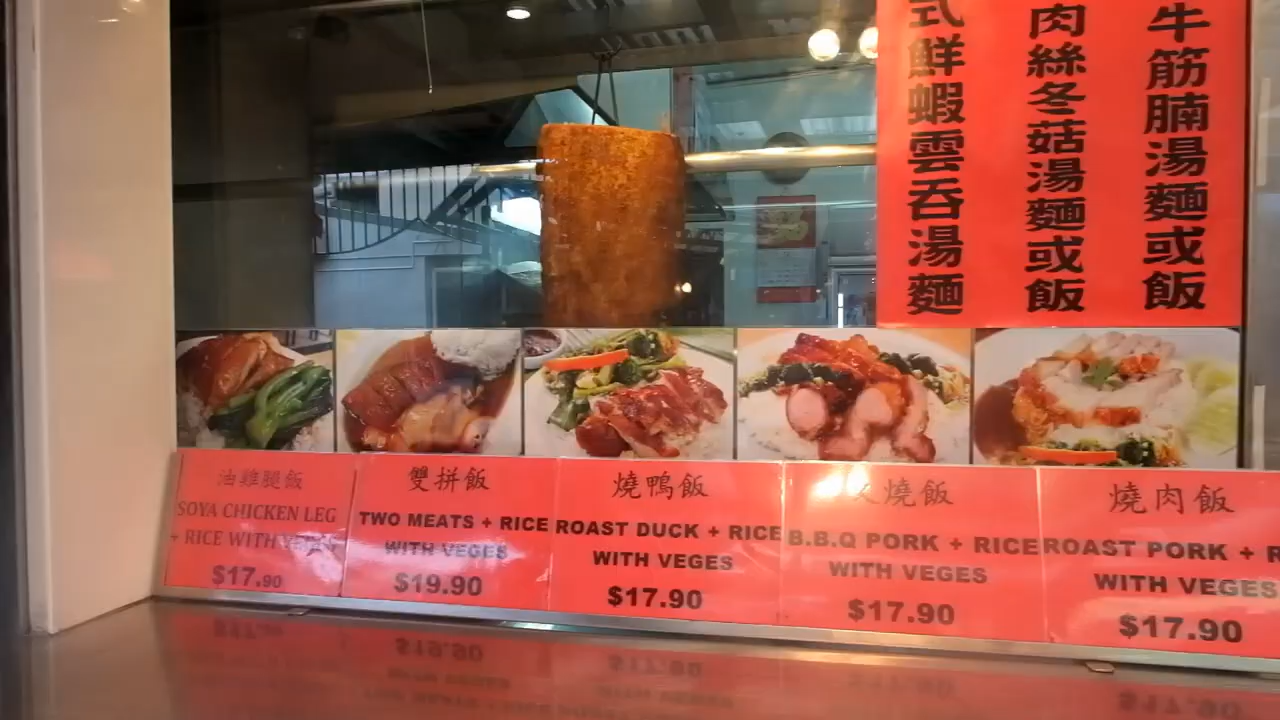 牛筋腩湯麵或飯
肉絲冬菇湯麵或飯
式鮮蝦雲吞湯麵
油雞腿飯
SOYA CHICKEN LEG
+ RICE WITH VEGES
$17.90
雙拼飯
TWO MEATS + RICE
WITH VEGES
$19.90
燒鴨飯
ROAST DUCK + RICE
WITH VEGES
$17.90
叉燒飯
B.B.Q PORK + RICE
WITH VEGES
$17.90
燒肉飯
ROAST PORK + R
WITH VEGES
$17.90